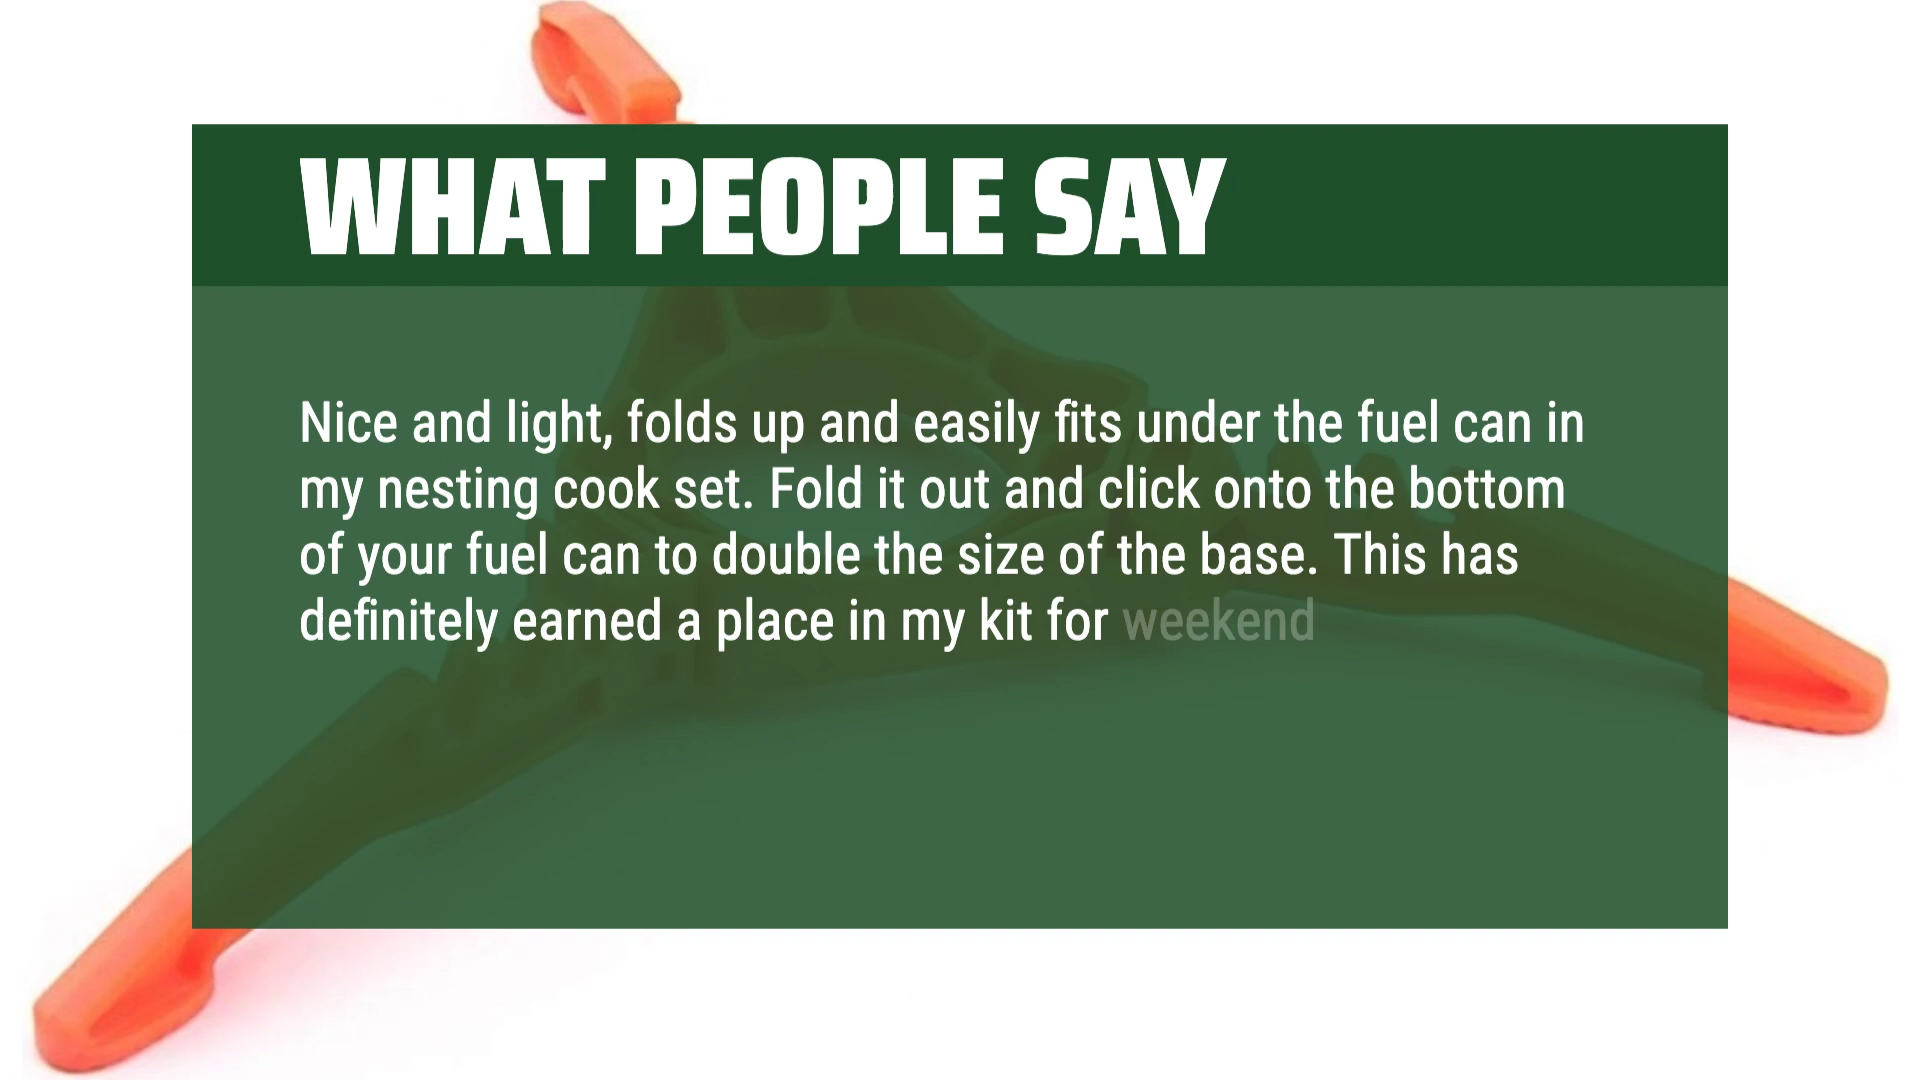 WHAT PEOPLE SAY
Nice and light, folds up and easily fits under the fuel can in
my nesting cook set. Fold it out and click onto the bottom
of your fuel can to double the size of the base. This has
definitely earned a place in my kit for weekend